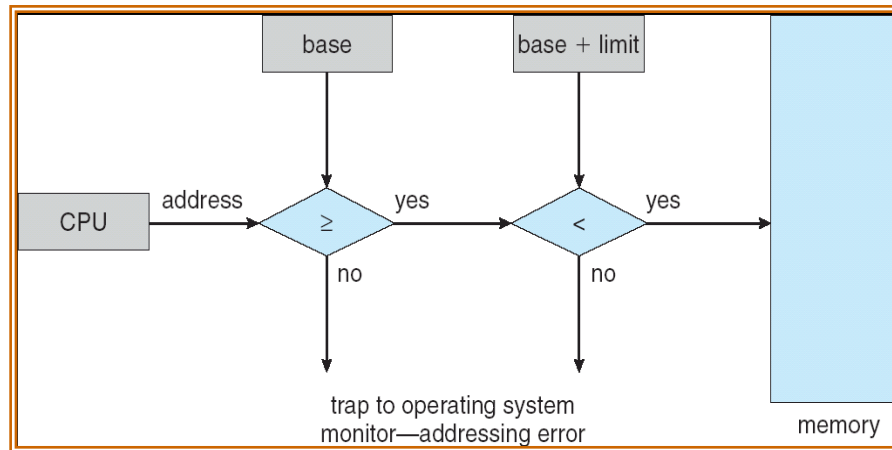 base
base + limit
CPU
address
≥
yes
<
yes
no
no
trap to operating system
monitor—addressing error
memory